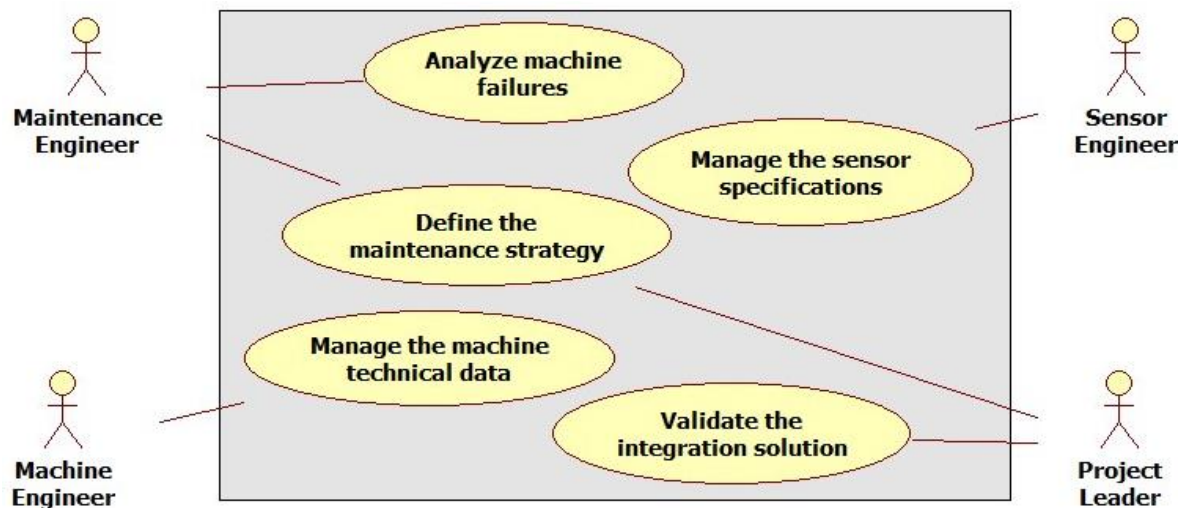 Analyze machine
failures
Maintenance
Engineer
Sensor
Engineer
Manage the sensor
specifications
Define the
maintenance strategy
Manage the machine
technical data
Validate the
integration solution
Machine
Engineer
Project
Leader